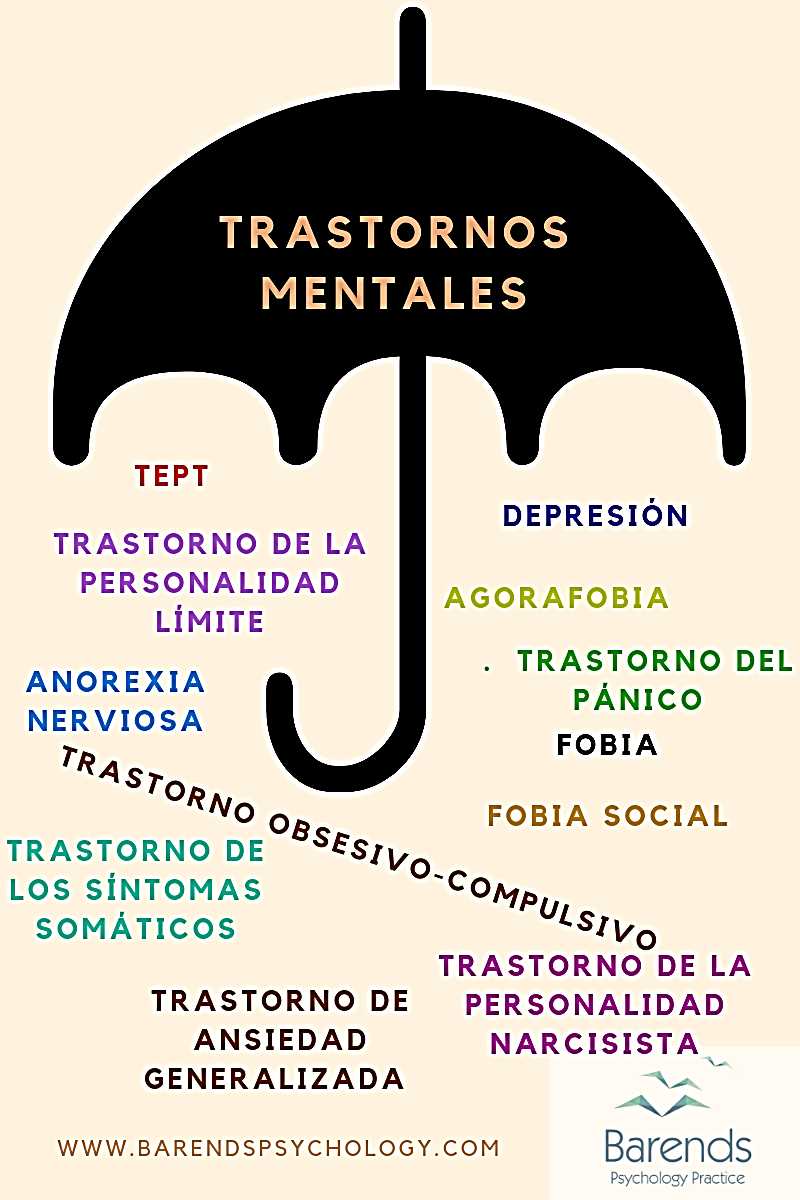 TRASTORNOS
MENTALES
TEPT
DEPRESIÓN
TRASTORNO DE LA
PERSONALIDAD
LÍMITE
AGORAFOBIA
. TRASTORNO DEL
PÁNICO
ANOREXIA
NERVIOSA
FOBIA
TRASTORNO OBSESIVO-COMPULSIVO
FOBIA SOCIAL
TRASTORNO DE
LOS SÍNTOMAS
SOMÁTICOS
TRASTORNO DE LA
PERSONALIDAD
NARCISISTA
TRASTORNO DE
ANSIEDAD
GENERALIZADA
WWW.BARENDSPSYCHOLOGY.COM
Barends
Psychology Practice